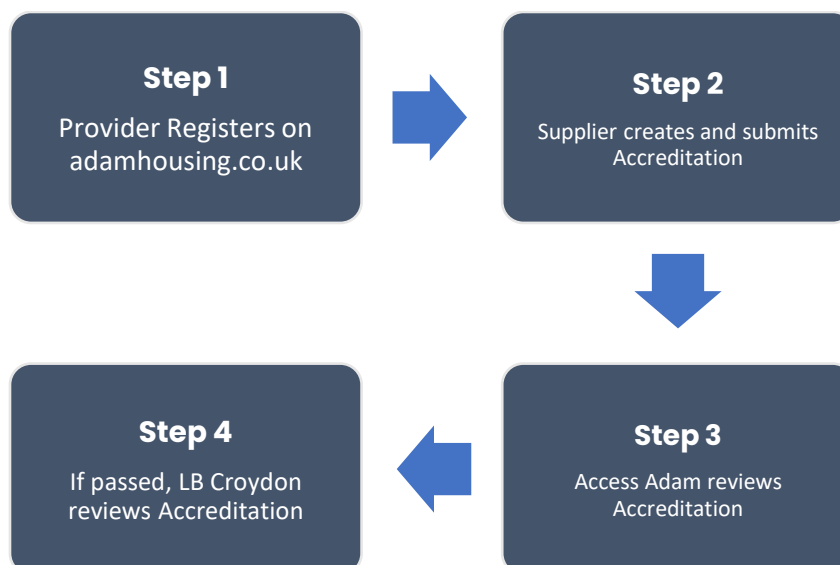 Step 1
Provider Registers on
adamhousing.co.uk
Step 2
Supplier creates and submits
Accreditation
Step 3
Access Adam reviews
Accreditation
Step 4
If passed, LB Croydon
reviews Accreditation